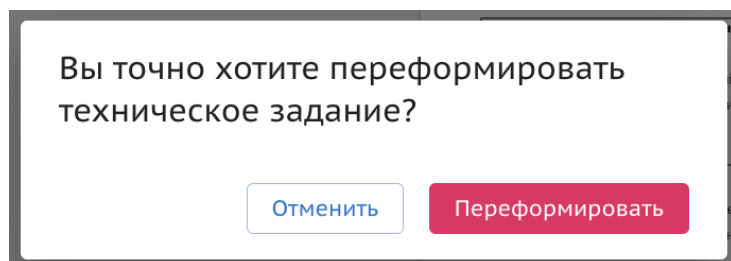 Вы точно хотите переформировать
техническое задание?
Отменить
Переформировать